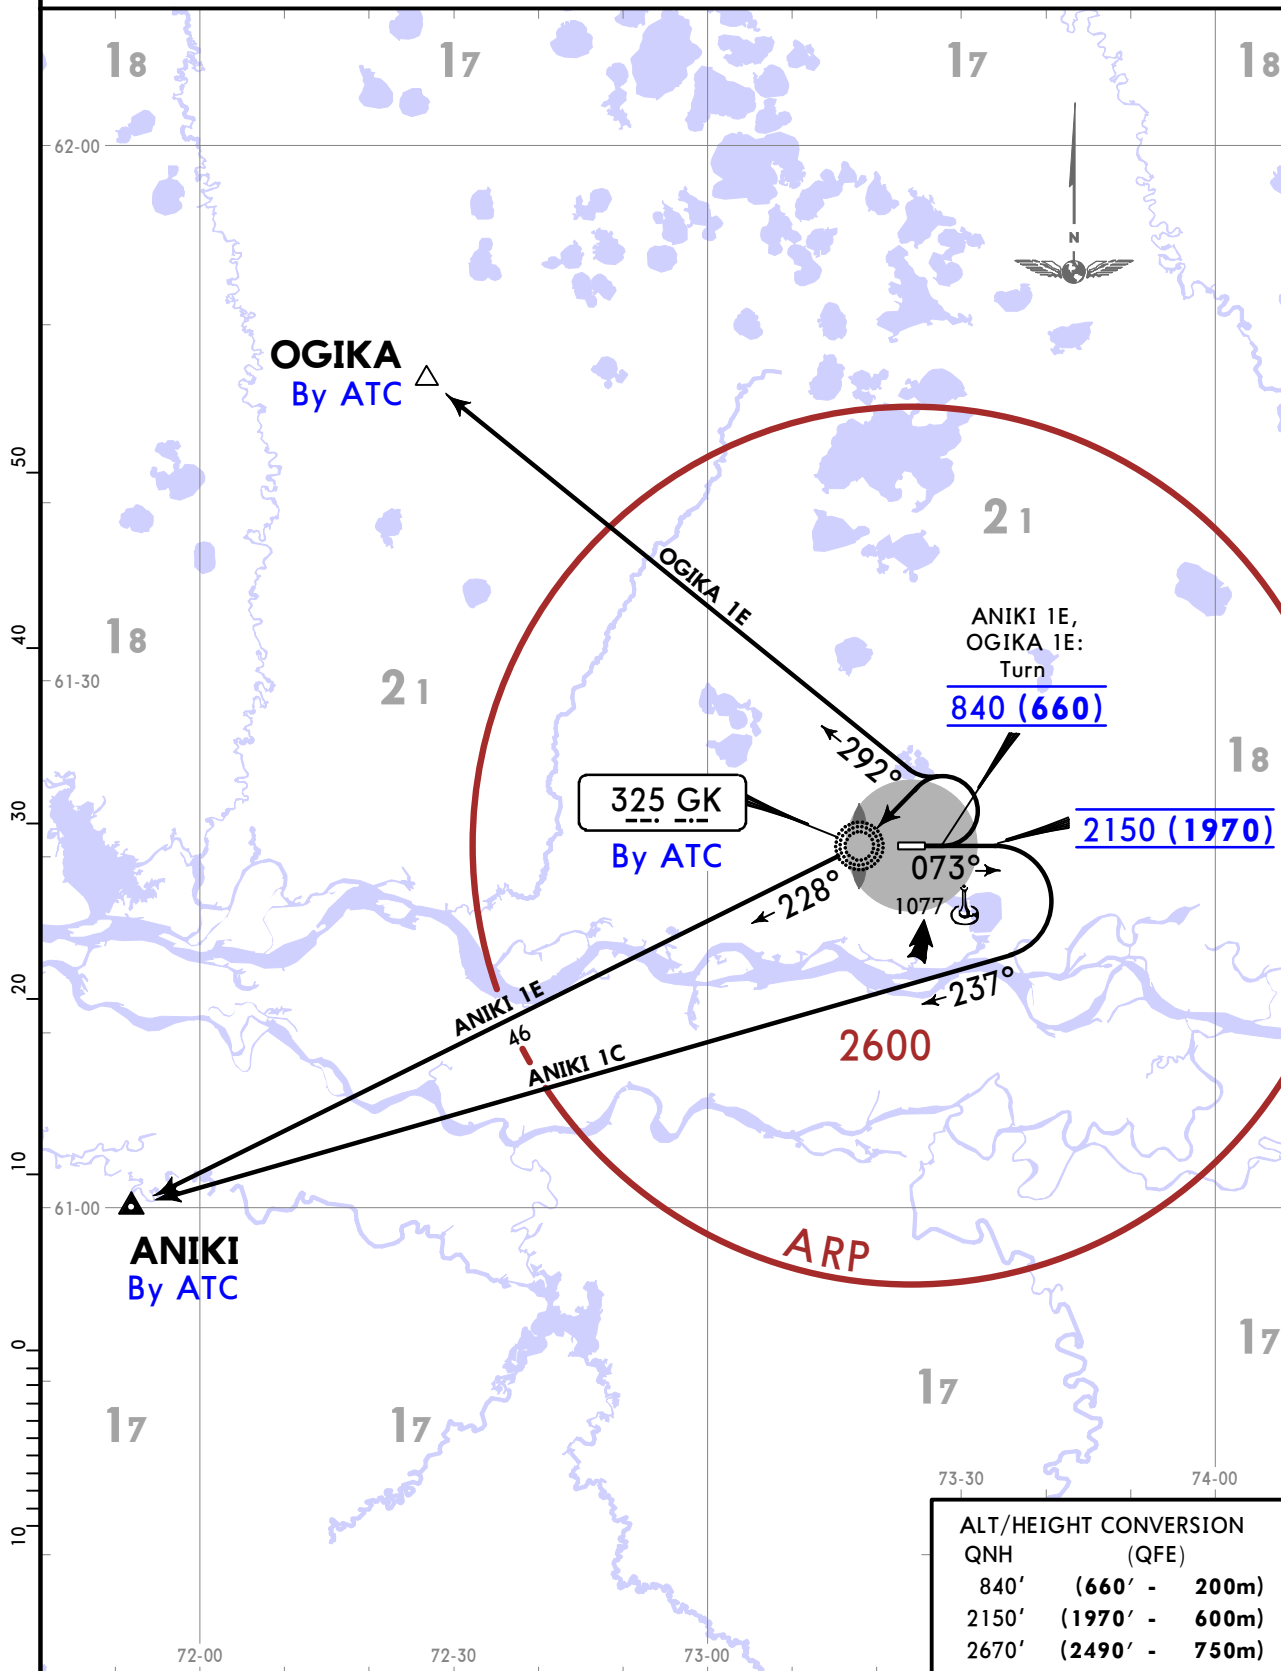 18
17
17
18
62-00
N
OGIKA
By ATC
50
21
OGIKA 1E
ANIKI 1E,
OGIKA 1E:
Turn
840 (660)
40
18
61-30
21
292°
18
325 GK
By ATC
30
2150 (1970)
073°
228°
1077
20
237°
ANIKI 1E
46
2600
ANIKI 1C
10
61-00
ANIKI
By ATC
ARP
0
17
17
17
17
73-30
74-00
10
ALT/HEIGHT CONVERSION
QNH (QFE)
840' (660' - 200m)
2150' (1970' - 600m)
2670' (2490' - 750m)
72-00
72-30
73-00